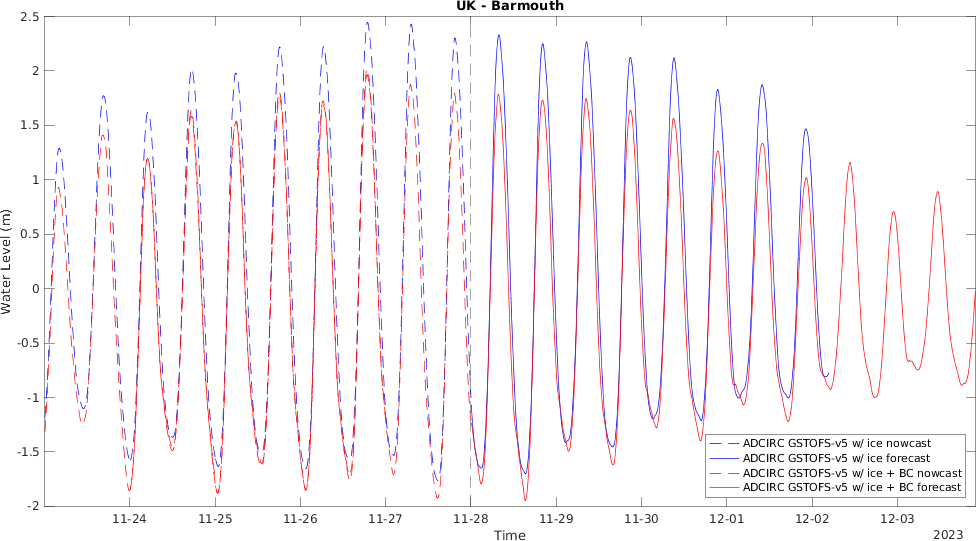 UK - Barmouth
2.5
2
1.5
1
0.5
0
-0.5
-1
-1.5
-2
Water Level (m)
ADCIRC GSTOFS-v5 w/ ice nowcast
ADCIRC GSTOFS-v5 w/ ice forecast
ADCIRC GSTOFS-v5 w/ ice + BC nowcast
ADCIRC GSTOFS-v5 w/ ice + BC forecast
11-24 11-25 11-26 11-27 11-28 11-29 11-30 12-01 12-02 12-03
Time
2023